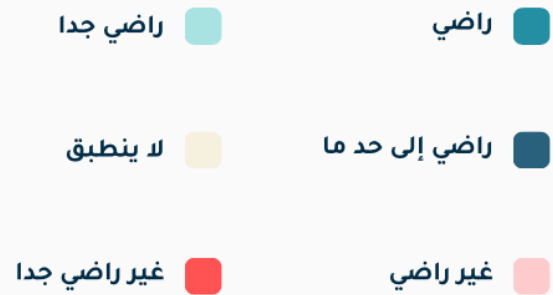 راضي
راضي جدا
راضي إلى حد ما
لا ينطبق
غير راضي
غير راضي جدا